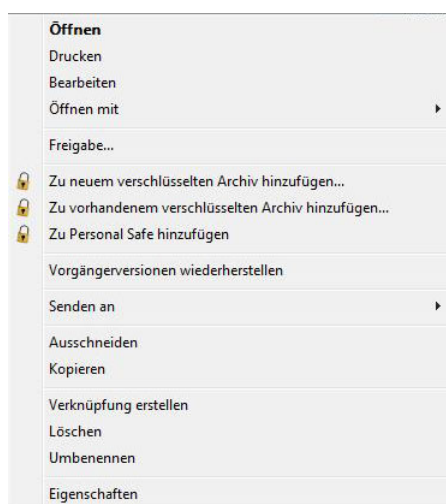 Öffnen
Drucken
Bearbeiten
Öffnen mit
Freigabe...
Zu neuem verschlüsselten Archiv hinzufügen...
Zu vorhandenem verschlüsselten Archiv hinzufügen...
Zu Personal Safe hinzufügen
Vorgängerversionen wiederherstellen
Senden an
Ausschneiden
Kopieren
Verknüpfung erstellen
Löschen
Umbenennen
Eigenschaften